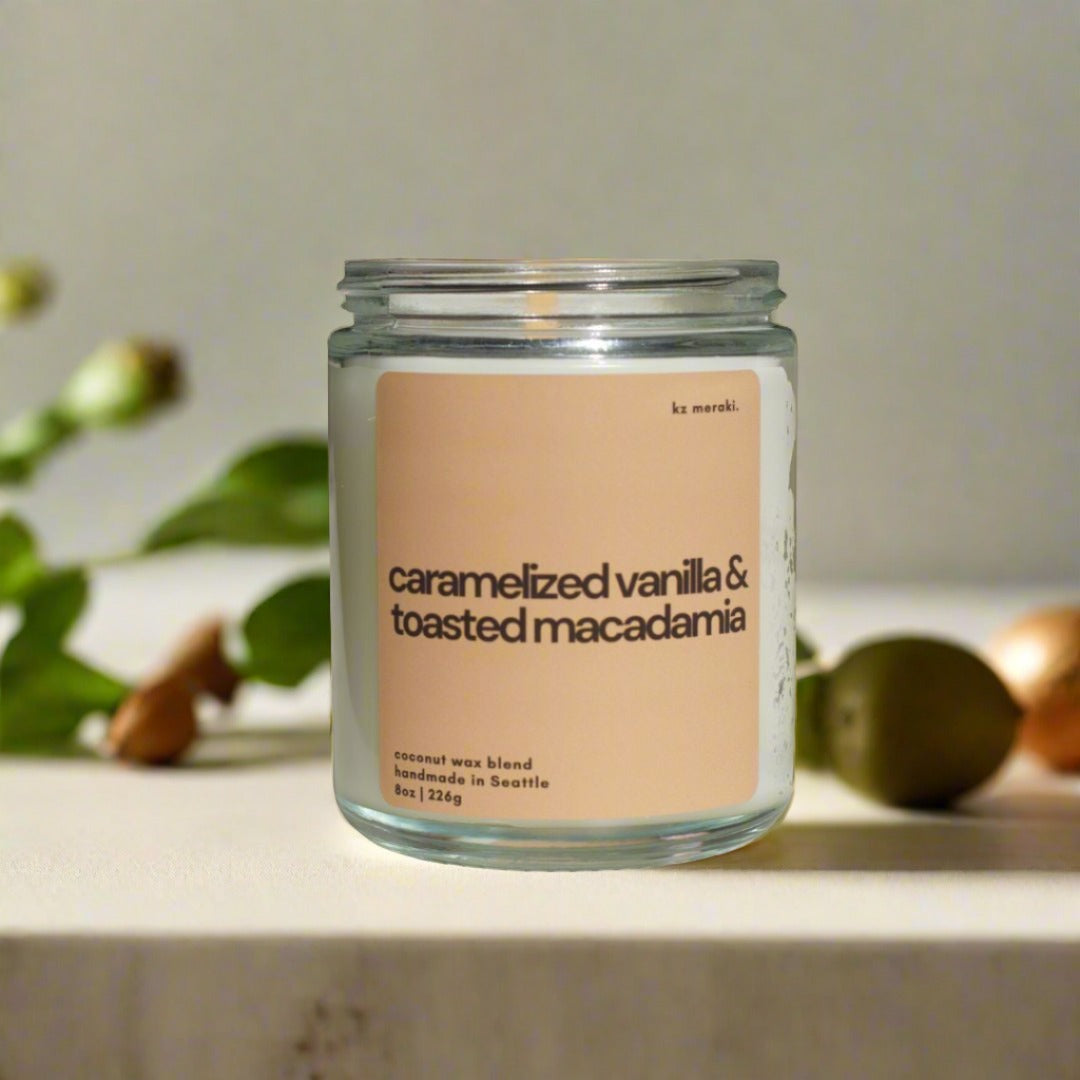 kz meraki.
caramelized vanilla &
toasted macadamia
coconut wax blend
handmade in Seattle
8oz | 226g